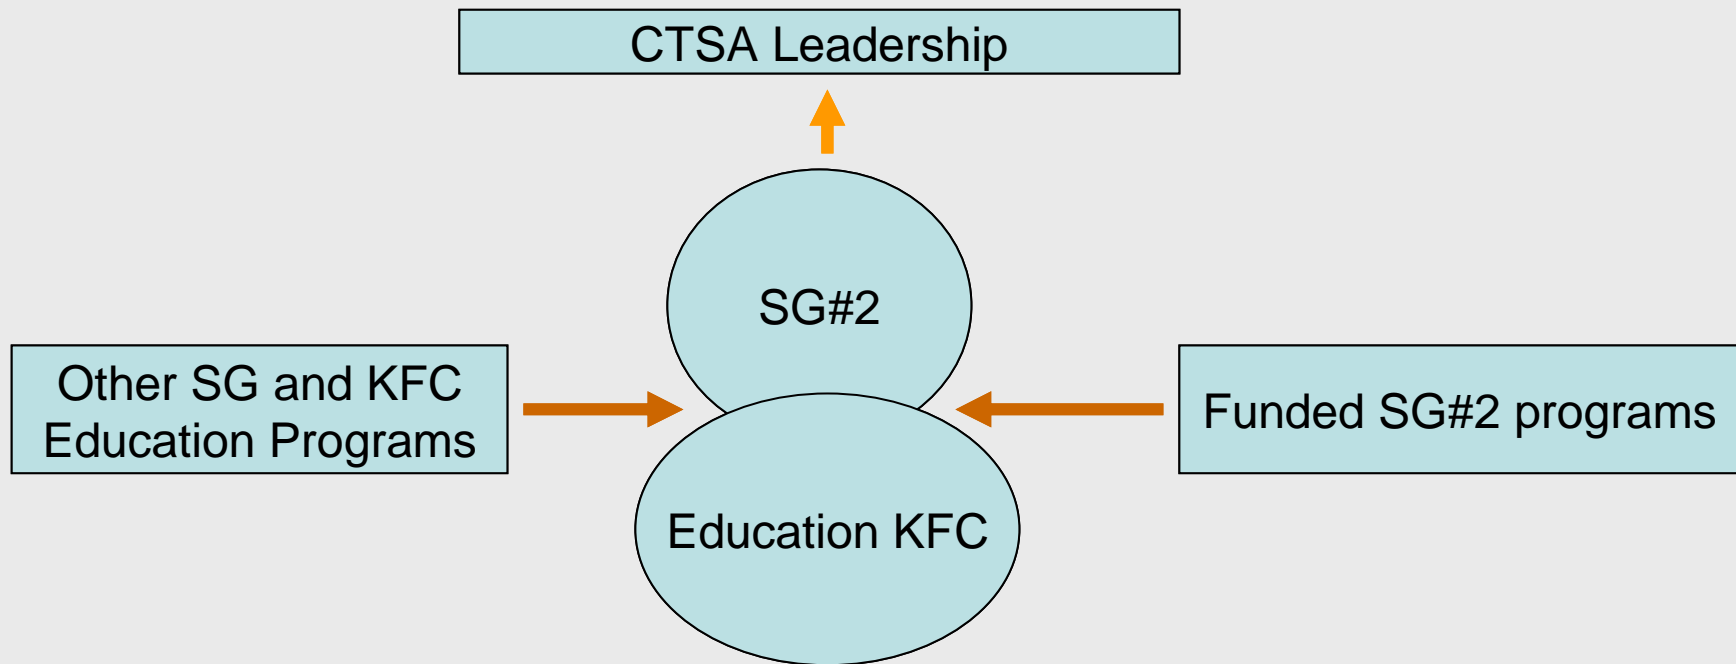 CTSA Leadership
SG#2
Other SG and KFC
Education Programs
Funded SG#2 programs
Education KFC